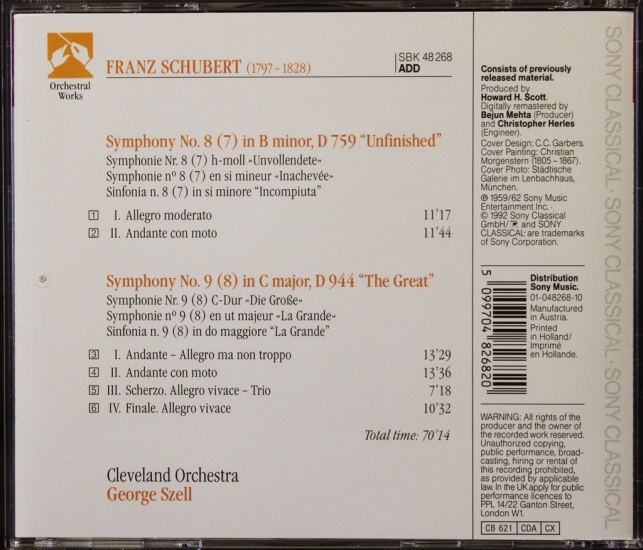 Orchestral
Works
FRANZ SCHUBERT (1797–1828)
SBK 48268
ADD
Symphony No. 8 (7) in B minor, D 759 “Unfinished”
Symphonie Nr. 8 (7) h-moll »Unvollendete«
Symphonie nº 8 (7) en si mineur «Inachevée»
Sinfonia n. 8 (7) in si minore “Incompiuta”
1 I. Allegro moderato 11’17
2 II. Andante con moto 11’44
Symphony No. 9 (8) in C major, D 944 “The Great”
Symphonie Nr. 9 (8) C-Dur »Die Große«
Symphonie nº 9 (8) en ut majeur «La Grande»
Sinfonia n. 9 (8) in do maggiore “La Grande”
3 I. Andante – Allegro ma non troppo 13’29
4 II. Andante con moto 13’36
5 III. Scherzo. Allegro vivace – Trio 7’18
6 IV. Finale. Allegro vivace 10’32
Total time: 70’14
Cleveland Orchestra
George Szell
Consists of previously
released material.
Produced by
Howard H. Scott.
Digitally remastered by
Bejun Mehta (Producer)
and Christopher Herles
(Engineer).
Cover Design: C.C. Garbers.
Cover Painting: Christian
Morgenstern (1805–1867).
Cover Photo: Städtische
Galerie im Lenbachhaus,
München.
℗ 1959/62 Sony Music
Entertainment Inc.
© 1992 Sony Classical
GmbH/ and SONY
CLASSICAL are trademarks
of Sony Corporation.
5 099704 826820
Distribution
Sony Music.
01-048268-10
Manufactured
in Austria.
Printed
in Holland/
Imprimé
en Hollande.
WARNING: All rights of the
producer and the owner of
the recorded work reserved.
Unauthorized copying,
public performance, broad-
casting, hiring or rental of
this recording prohibited,
as provided by applicable
law. In the UK apply for public
performance licences to
PPL 14/22 Ganton Street,
London W1.
CB 621 CDA CX
SONY CLASSICAL · SONY CLASSICAL · SONY CLASSICAL